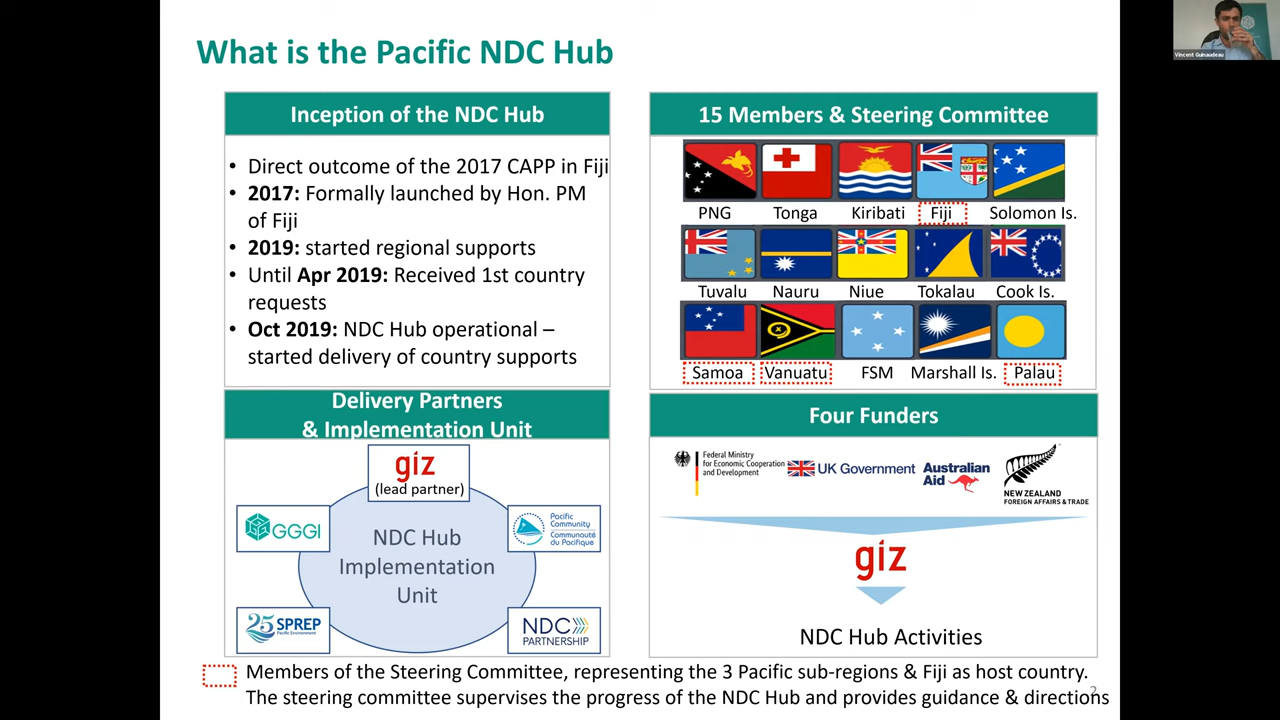 What is the Pacific NDC Hub
Vincent Guinaudeau
Inception of the NDC Hub
• Direct outcome of the 2017 CAPP in Fiji
• 2017: Formally launched by Hon. PM
of Fiji
• 2019: started regional supports
• Until Apr 2019: Received 1st country
requests
• Oct 2019: NDC Hub operational –
started delivery of country supports
15 Members & Steering Committee
PNG Tonga Kiribati Fiji Solomon Is.
Tuvalu Nauru Niue Tokalau Cook Is.
Samoa Vanuatu FSM Marshall Is. Palau
Delivery Partners
& Implementation Unit
giz
(lead partner)
GGGI
Pacific
Community
Communauté
du Pacifique
NDC Hub
Implementation
Unit
25 SPREP
Pacific Environment
NDC
PARTNERSHIP
Four Funders
Federal Ministry
for Economic Cooperation
and Development
UK Government
Australian
Aid
NEW ZEALAND
FOREIGN AFFAIRS & TRADE
giz
NDC Hub Activities
Members of the Steering Committee, representing the 3 Pacific sub-regions & Fiji as host country.
The steering committee supervises the progress of the NDC Hub and provides guidance & directions
2